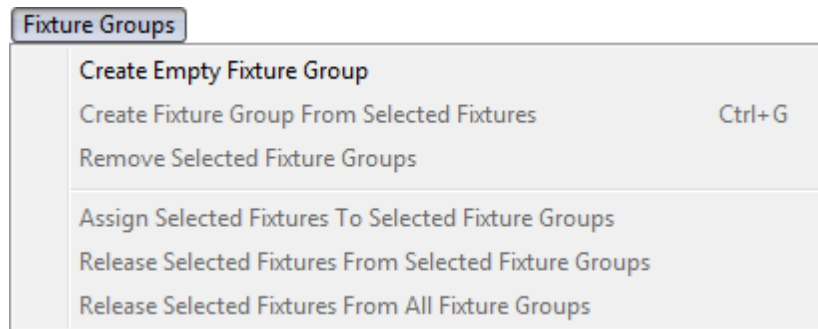 Fixture Groups
Create Empty Fixture Group
Create Fixture Group From Selected Fixtures Ctrl+G
Remove Selected Fixture Groups
Assign Selected Fixtures To Selected Fixture Groups
Release Selected Fixtures From Selected Fixture Groups
Release Selected Fixtures From All Fixture Groups